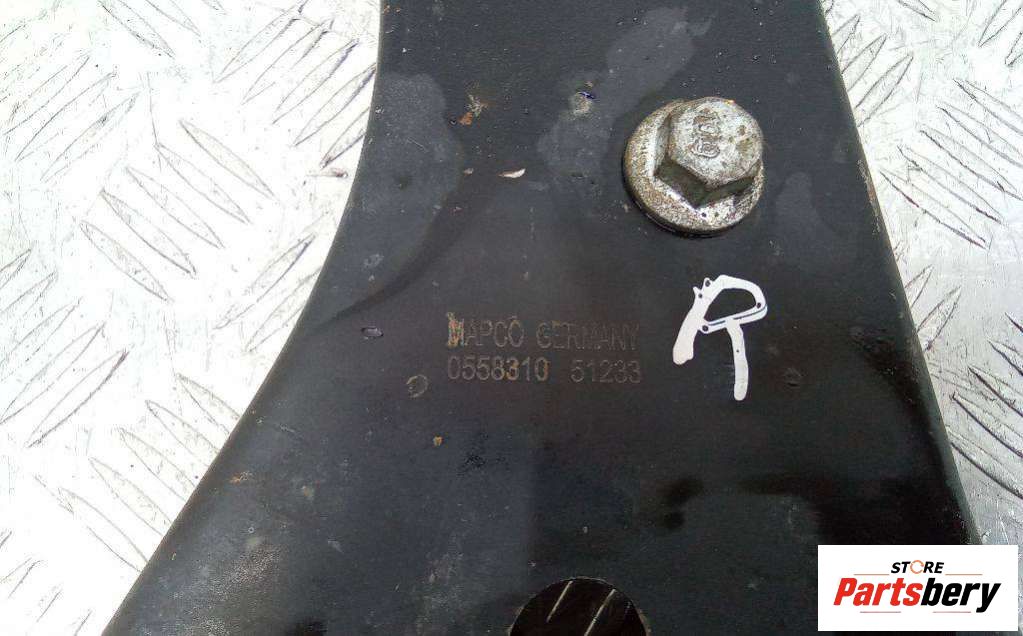 MAPCO GERMANY
0558310 51233
R
STORE
Partsbery